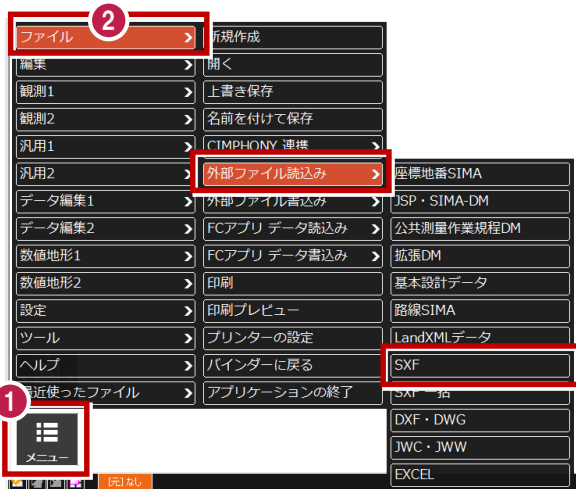 2
ファイル
編集
観測1
観測2
汎用1
汎用2
データ編集1
データ編集2
数値地形1
数値地形2
設定
ツール
ヘルプ
最近使ったファイル
1
メニュー
[元]なし
新規作成
開く
上書き保存
名前を付けて保存
CIMPHONY 連携
外部ファイル読込み
外部ファイル書込み
FCアプリ データ読込み
FCアプリ データ書込み
印刷
印刷プレビュー
プリンターの設定
バインダーに戻る
アプリケーションの終了
座標地番SIMA
JSP・SIMA-DM
公共測量作業規程DM
拡張DM
基本設計データ
路線SIMA
LandXMLデータ
SXF
SXF 一括
DXF・DWG
JWC・JWW
EXCEL